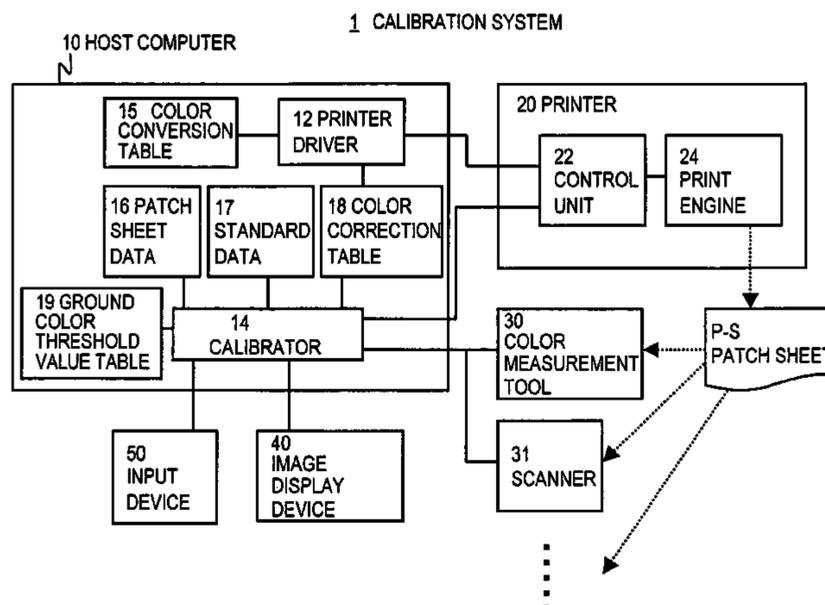 1 CALIBRATION SYSTEM
10 HOST COMPUTER
15 COLOR
CONVERSION
TABLE
12 PRINTER
DRIVER
20 PRINTER
22
CONTROL
UNIT
24
PRINT
ENGINE
16 PATCH
SHEET
DATA
17
STANDARD
DATA
18 COLOR
CORRECTION
TABLE
19 GROUND
COLOR
THRESHOLD
VALUE TABLE
14
CALIBRATOR
30
COLOR
MEASUREMENT
TOOL
P-S
PATCH SHEET
50
INPUT
DEVICE
40
IMAGE
DISPLAY
DEVICE
31
SCANNER